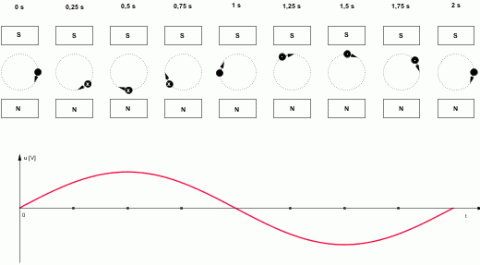 0 s 0,25 s 0,5 s 0,75 s 1 s 1,25 s 1,5 s 1,75 s 2 s
S S S S S S S S S
X X X
N N N N N N N N N
u [V]
0
t